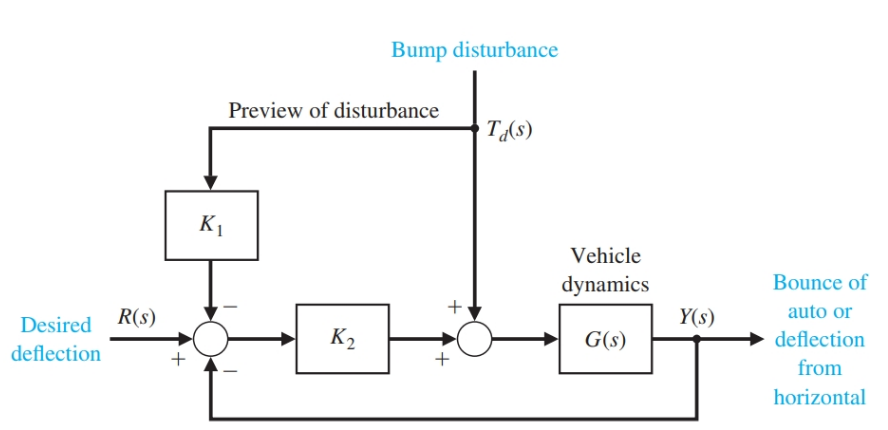 Bump disturbance
Preview of disturbance
T_d(s)
K_1
Vehicle
dynamics
Desired
deflection
R(s)
+
−
−
K_2
+
+
G(s)
Y(s)
Bounce of
auto or
deflection
from
horizontal